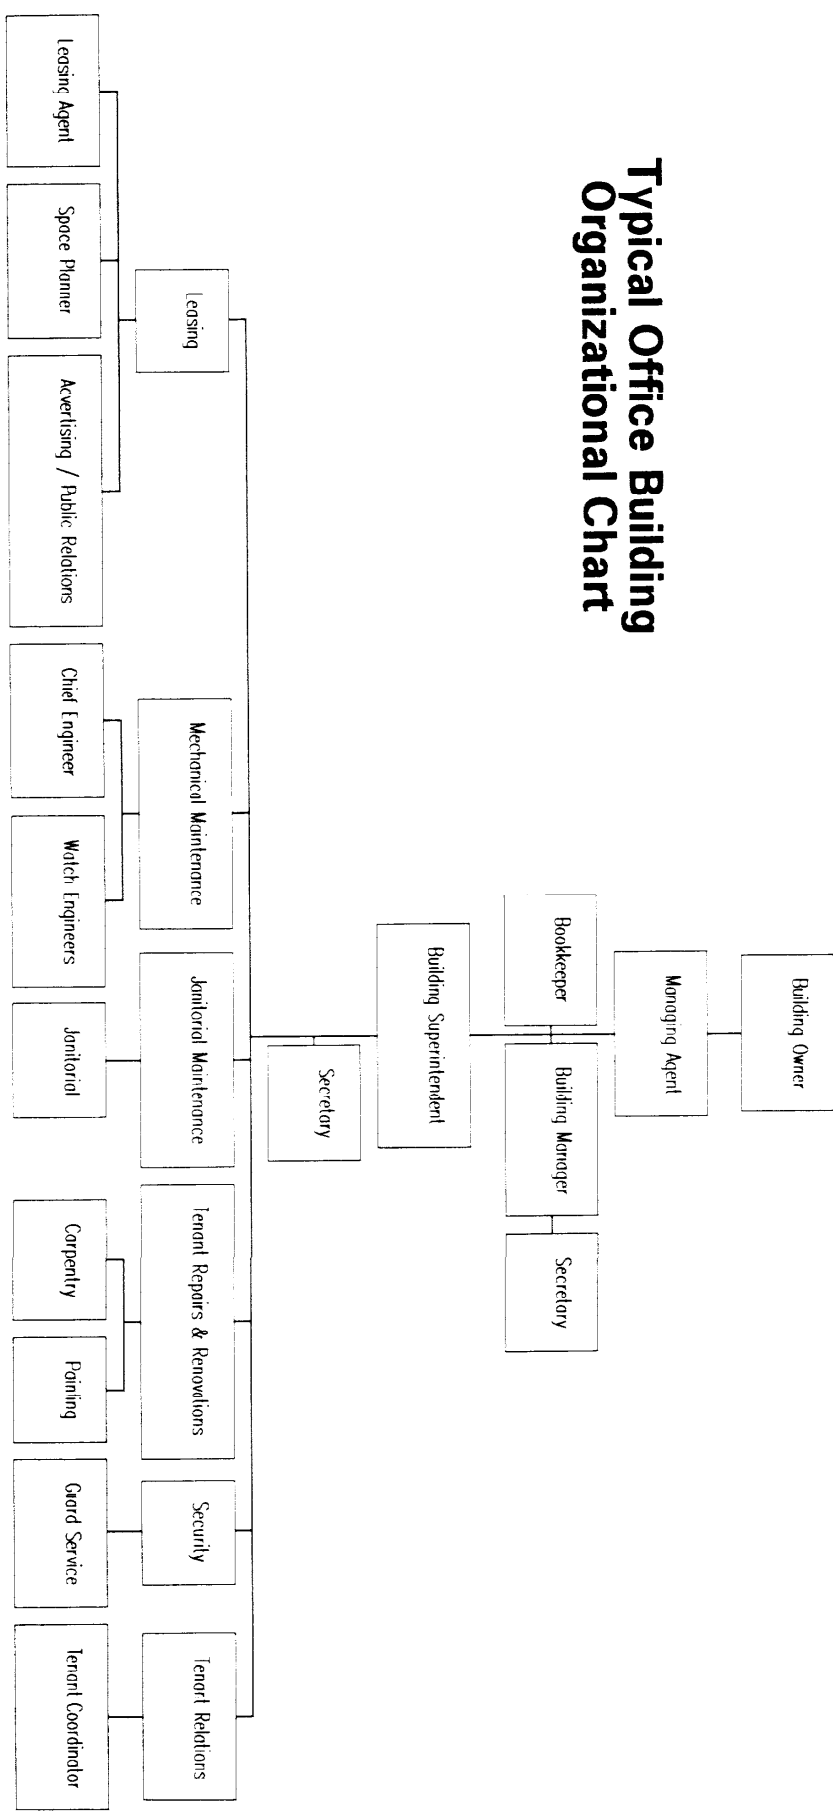 Typical Office Building
Organizational Chart
Building Owner
Managing Agent
Bookkeeper
Building Manager
Secretary
Building Superintendent
Secretary
Leasing
Mechanical Maintenance
Janitorial Maintenance
Tenant Repairs & Renovations
Security
Tenant Relations
Leasing Agent
Space Planner
Advertising / Public Relations
Chief Engineer
Watch Engineers
Janitorial
Carpentry
Painting
Guard Service
Tenant Coordinator